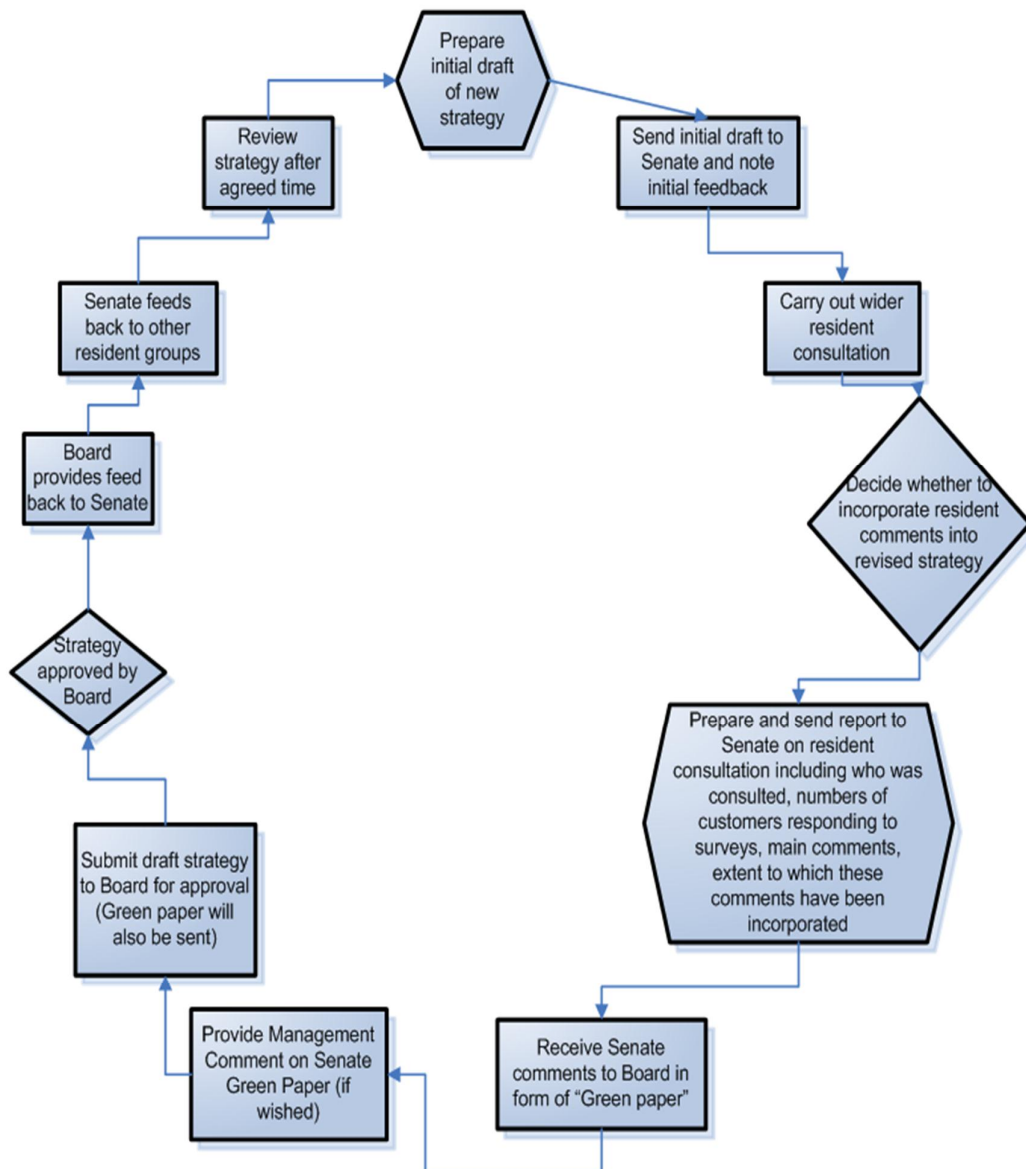 Prepare
initial draft
of new
strategy
Send initial draft to
Senate and note
initial feedback
Carry out wider
resident
consultation
Decide whether to
incorporate resident
comments into
revised strategy
Prepare and send report to
Senate on resident
consultation including who was
consulted, numbers of
customers responding to
surveys, main comments,
extent to which these
comments have been
incorporated
Receive Senate
comments to Board in
form of “Green paper”
Provide Management
Comment on Senate
Green Paper (if
wished)
Submit draft strategy
to Board for approval
(Green paper will
also be sent)
Strategy
approved by
Board
Board
provides feed
back to Senate
Senate feeds
back to other
resident groups
Review
strategy after
agreed time